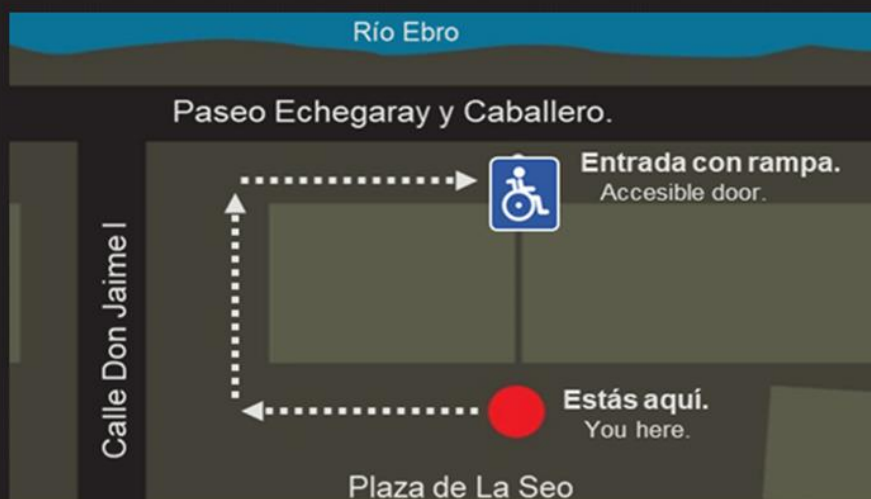 Río Ebro
Paseo Echegaray y Caballero.
Entrada con rampa.
Accesible door.
Calle Don Jaime I
Estás aquí.
You here.
Plaza de La Seo